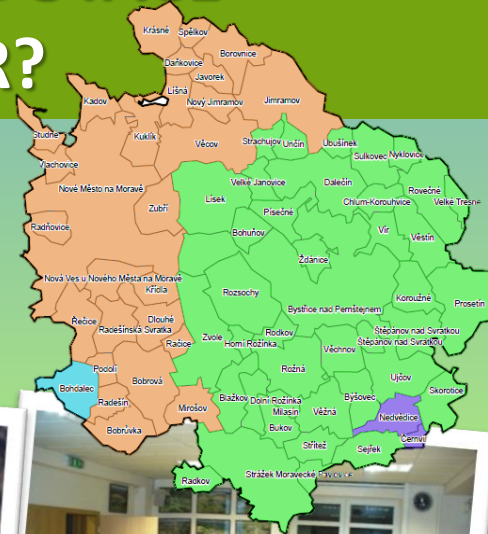 R?
Krásné Spělkov
Borovnice
Daňkovice
Javorek
Líšná
Kadov Nový Jimramov Jimramov
Studnice
Kuklík
Věcov Strachujov Unčín Ubušínek
Sulkovec Nyklovice
Vlachovice
Nové Město na Moravě Velké Janovice Dalečín Rovečné
Lísek Chlum-Korouhvice Velké Tresné
Zubří Písečné
Radňovice Vír
Bohuňov Věstín
Ždánice
Nová Ves u Nového Města na Moravě
Křídla Rozsochy Koroužné Prosetín
Řečice Dlouhé Bystřice nad Pernštejnem
Radešínská Svratka Rodkov Štěpánov nad Svratkou
Račice Zvole Horní Rožínka Věchnov Štěpánov nad Svratkou
Podolí Rožná
Bohdalec Bobrová Ujčov
Skorotice
Radešín Mirošov Blažkov Dolní Rožínka Býšovec
Milasín Věžná Nedvědice
Bobrůvka Bukov
Střítež Sejřek Černvír
Radkov Strážek Moravecké Pavlovice